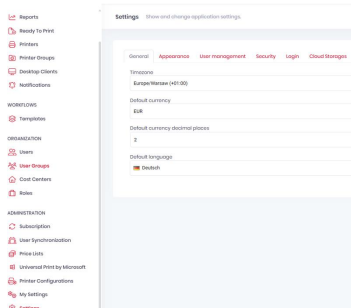 Reports
Ready To Print
Printers
Printer Groups
Desktop Clients
Notifications
WORKFLOWS
Templates
ORGANIZATION
Users
User Groups
Cost Centers
Roles
ADMINISTRATION
Subscription
User Synchronization
Price Lists
Universal Print by Microsoft
Printer Configurations
My Settings
Settings
Settings Show and change application settings.
General Appearance User management Security Login Cloud Storages
Timezone
Europe/Warsaw (+01:00)
Default currency
EUR
Default currency decimal places
2
Default language
Deutsch